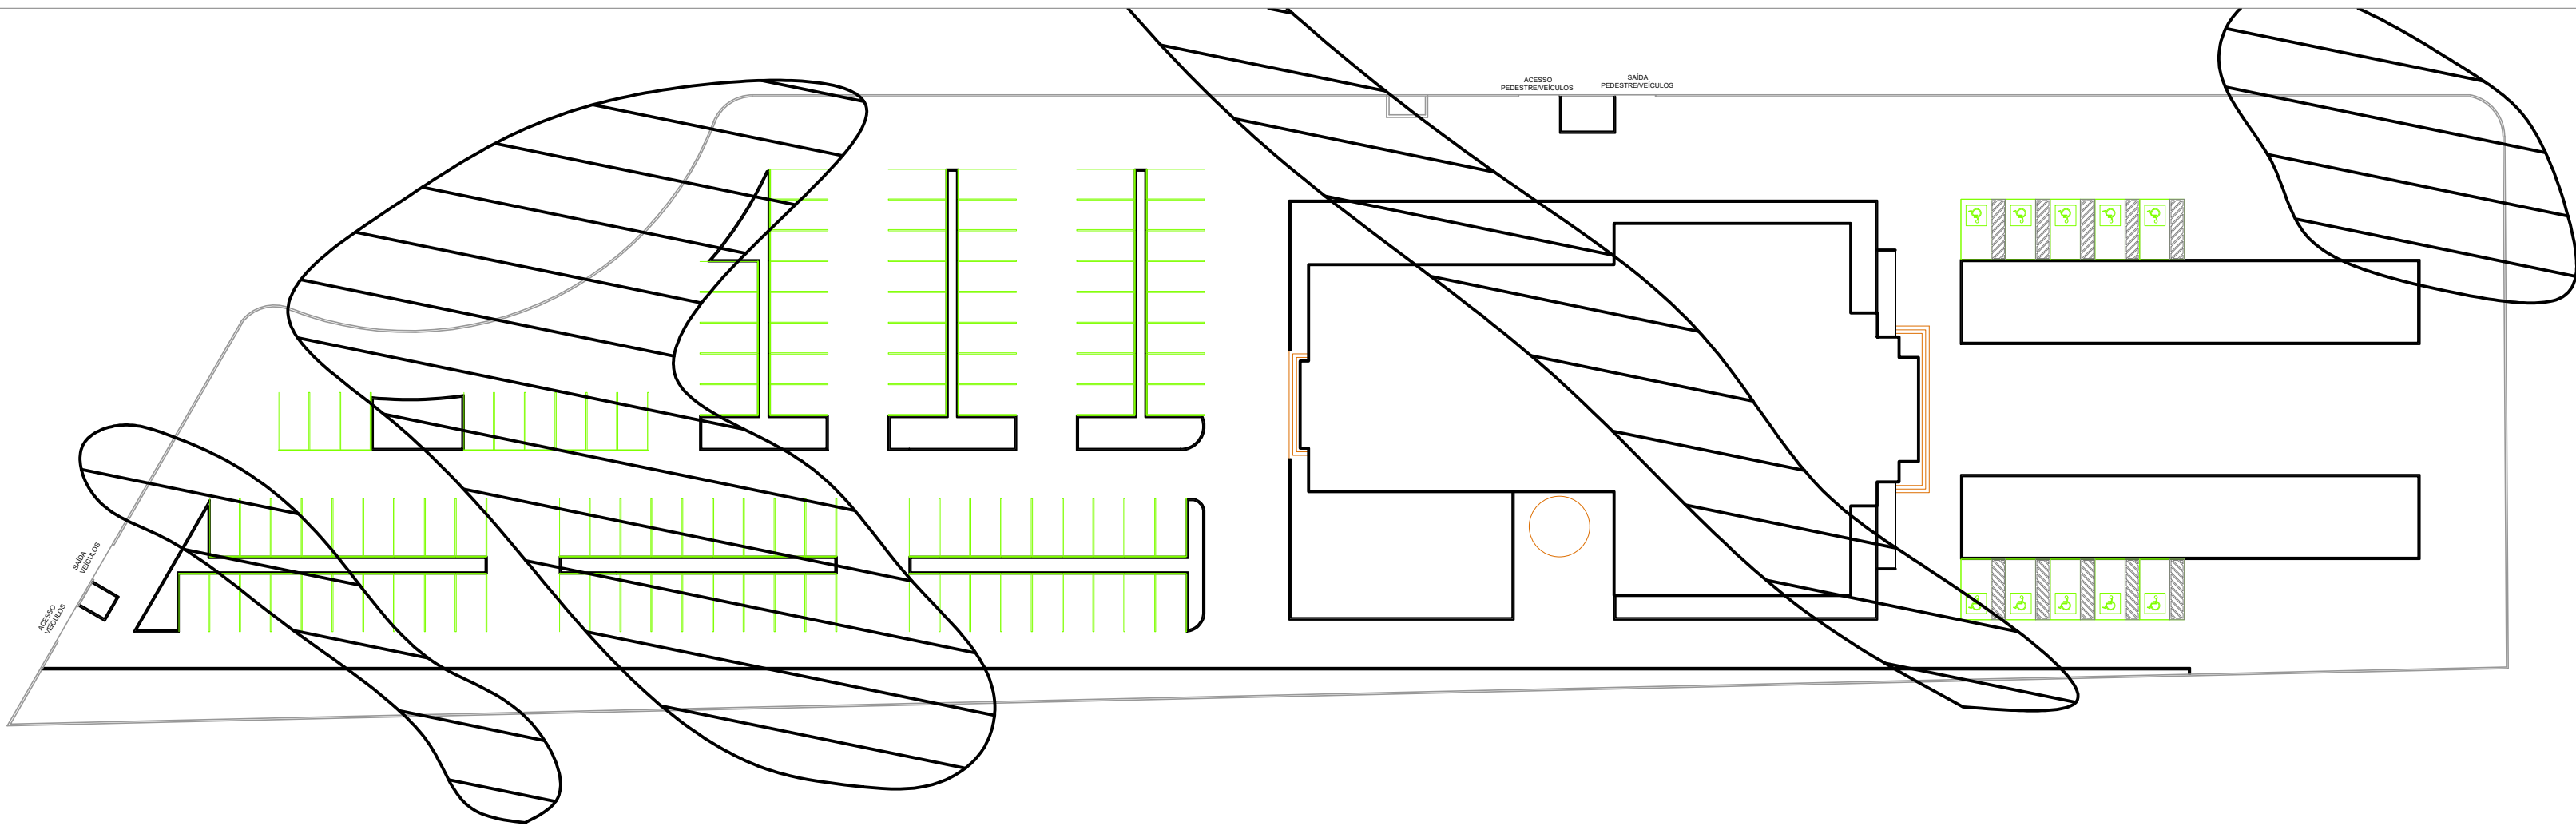 ACESSO
PEDESTRE/VEÍCULOS
SAÍDA
PEDESTRE/VEÍCULOS
SAÍDA
VEÍCULOS
ACESSO
VEÍCULOS